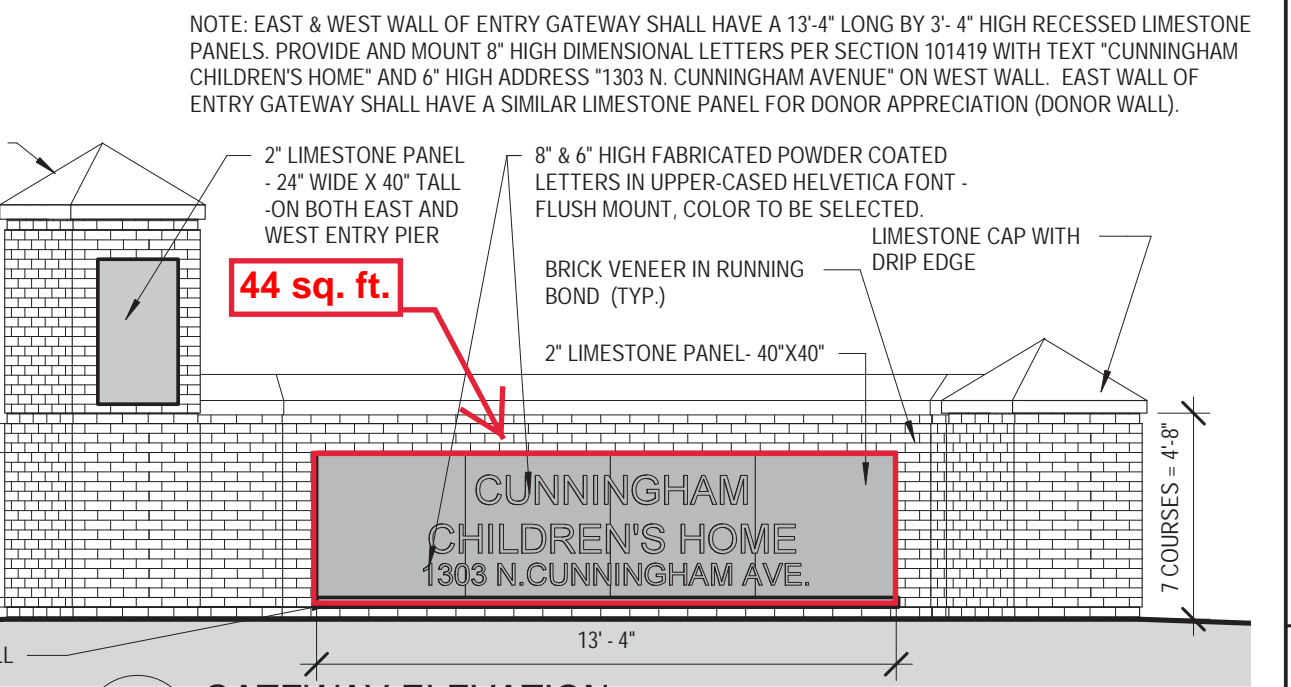 NOTE: EAST & WEST WALL OF ENTRY GATEWAY SHALL HAVE A 13'-4" LONG BY 3'- 4" HIGH RECESSED LIMESTONE
PANELS. PROVIDE AND MOUNT 8" HIGH DIMENSIONAL LETTERS PER SECTION 101419 WITH TEXT "CUNNINGHAM
CHILDREN'S HOME" AND 6" HIGH ADDRESS "1303 N. CUNNINGHAM AVENUE" ON WEST WALL. EAST WALL OF
ENTRY GATEWAY SHALL HAVE A SIMILAR LIMESTONE PANEL FOR DONOR APPRECIATION (DONOR WALL).
2" LIMESTONE PANEL
- 24" WIDE X 40" TALL
-ON BOTH EAST AND
WEST ENTRY PIER
8" & 6" HIGH FABRICATED POWDER COATED
LETTERS IN UPPER-CASED HELVETICA FONT -
FLUSH MOUNT, COLOR TO BE SELECTED.
LIMESTONE CAP WITH
DRIP EDGE
BRICK VENEER IN RUNNING
BOND (TYP.)
44 sq. ft.
2" LIMESTONE PANEL- 40"X40"
CUNNINGHAM
CHILDREN'S HOME
1303 N.CUNNINGHAM AVE.
7 COURSES = 4'-8"
13' - 4"